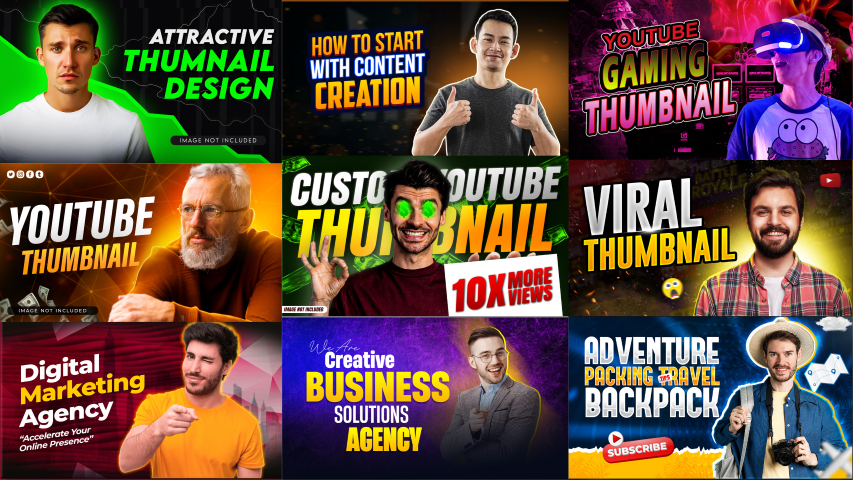 ATTRACTIVE
THUMNAIL
DESIGN
IMAGE NOT INCLUDED
HOW TO START
WITH CONTENT
CREATION
YOUTUBE
GAMING
THUMBNAIL
YOUTUBE
THUMBNAIL
IMAGE NOT INCLUDED
CUSTO YOUTUBE
THU BNAIL
10X MORE
VIEWS
IMAGE NOT INCLUDED
VIRAL
THUMBNAIL
Digital
Marketing
Agency
"Accelerate Your
Online Presence"
We Are
Creative
BUSINESS
SOLUTIONS
AGENCY
ADVENTURE
PACKING TIPS TRAVEL
BACKPACK
SUBSCRIBE